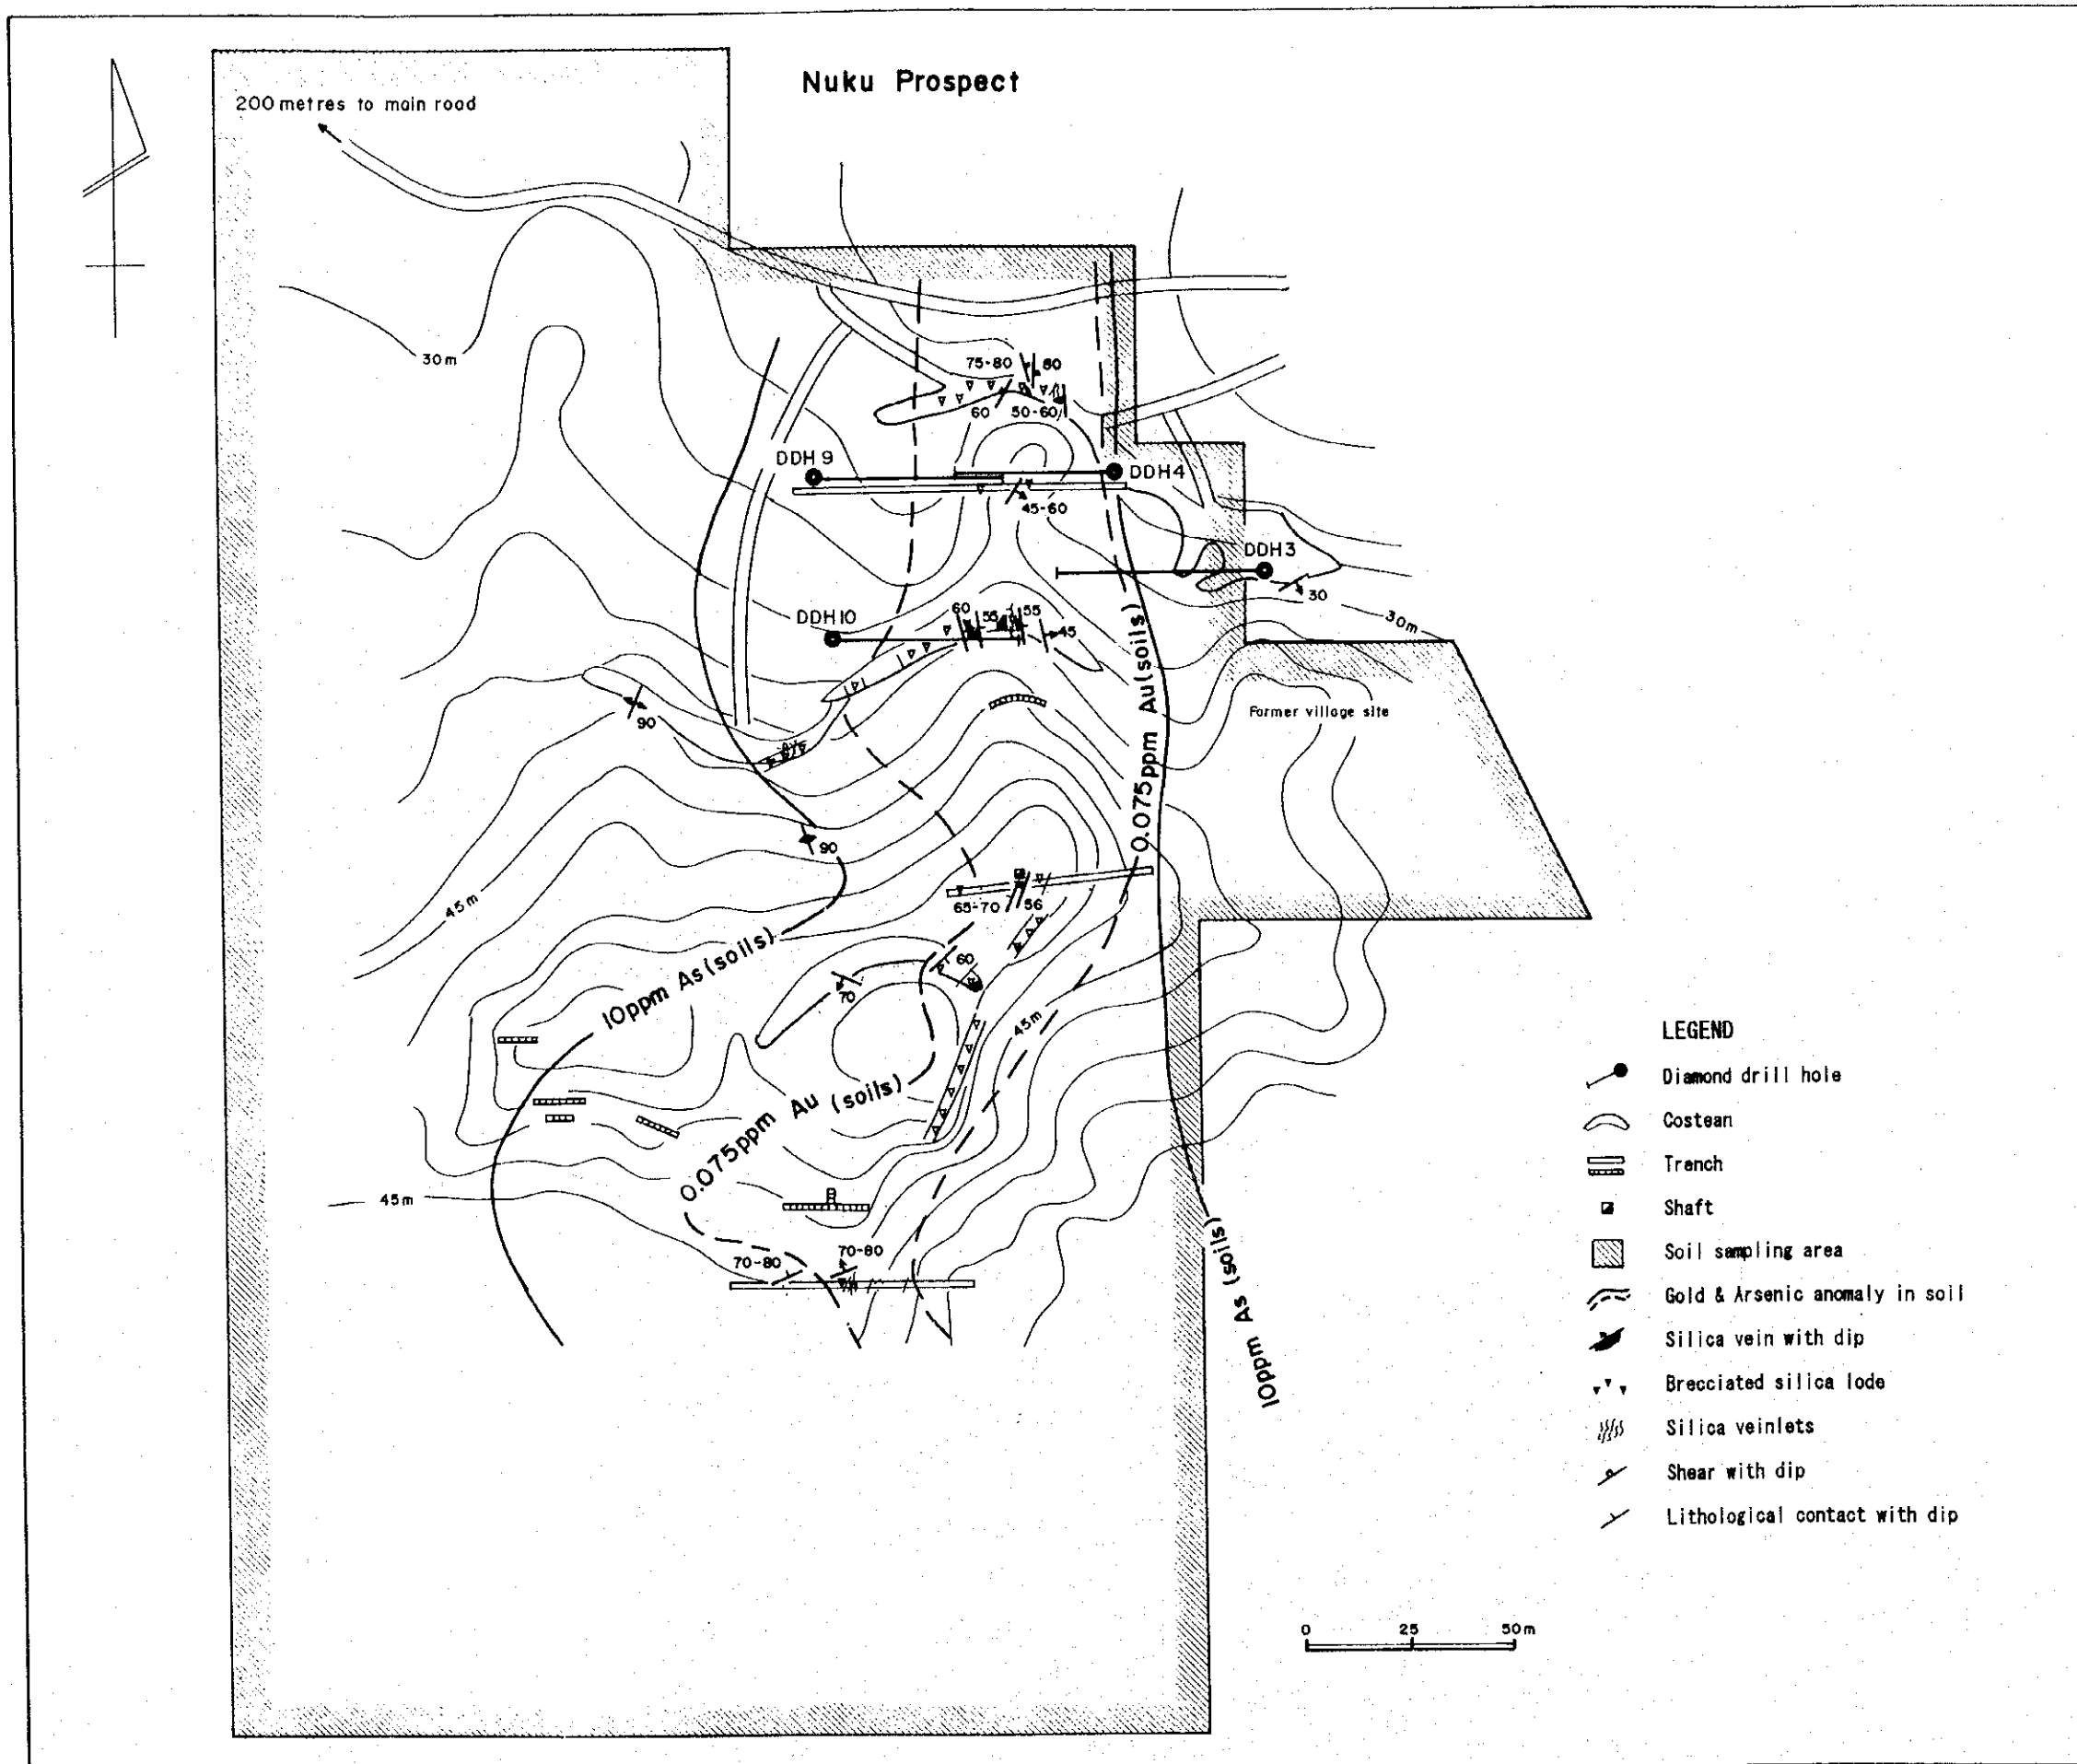 Nuku Prospect
200 metres to main road
30m
75-80
80
60
50-60
DDH 9
DDH4
45-60
DDH3
30
30m
DDH10
60
55
55
45
90
Former village site
0.075ppm Au(soils)
90
45m
65-70
56
10ppm As(soils)
60
70
45m
0.075ppm Au (soils)
45m
70-80
70-80
10ppm As (soils)
LEGEND
Diamond drill hole
Costean
Trench
Shaft
Soil sampling area
Gold & Arsenic anomaly in soil
Silica vein with dip
Brecciated silica lode
Silica veinlets
Shear with dip
Lithological contact with dip
0 25 50m